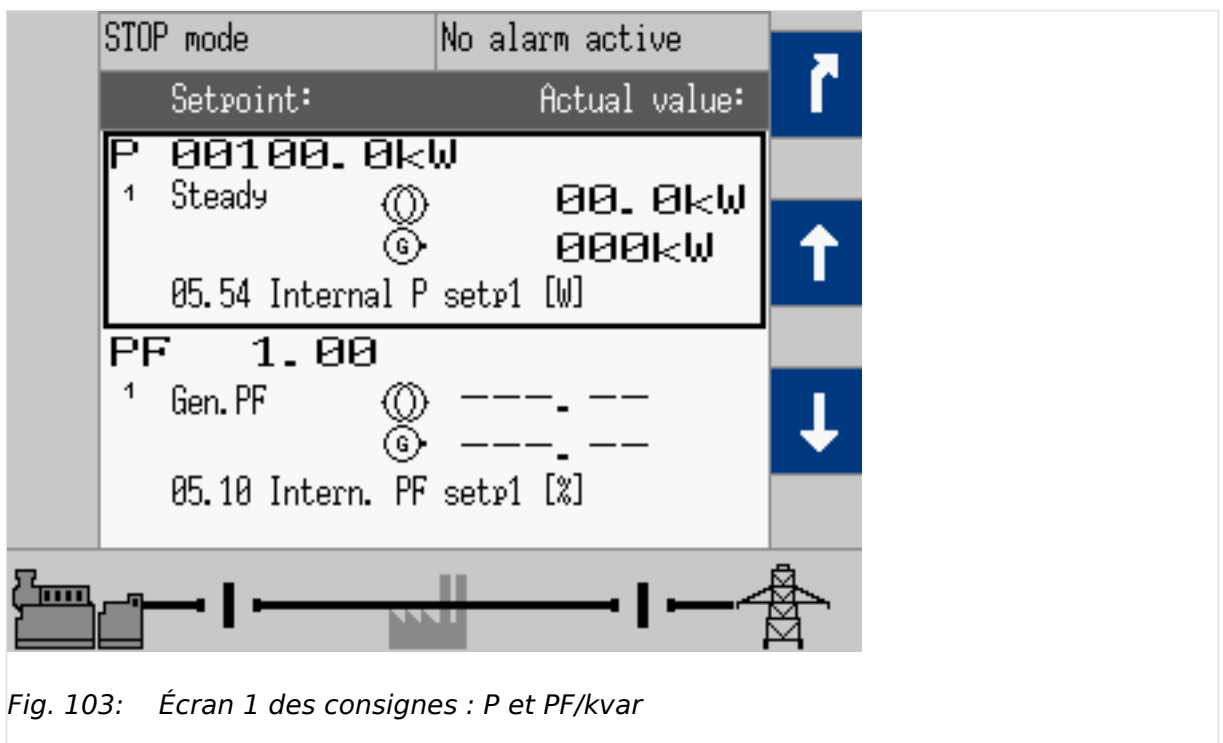 STOP mode No alarm active
Setpoint: Actual value:
P 00100.0kW
1 Steady 00.0kW
G 000kW
05.54 Internal P setp1 [W]
PF 1.00
1 Gen.PF ---.--
G ---.--
05.10 Intern. PF setp1 [%]
Fig. 103: Écran 1 des consignes : P et PF/kvar